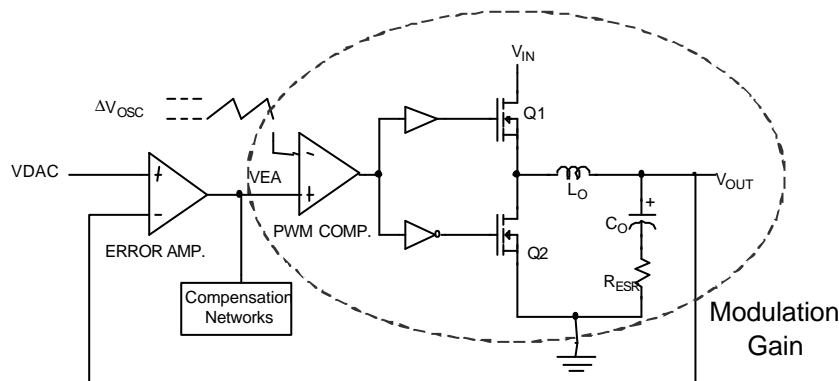 VIN
ΔVOSC
Q1
VDAC
+
-
-
+
VEA
LO
VOUT
+
CO
ERROR AMP.
PWM COMP.
Q2
RESR
Compensation
Networks
Modulation
Gain